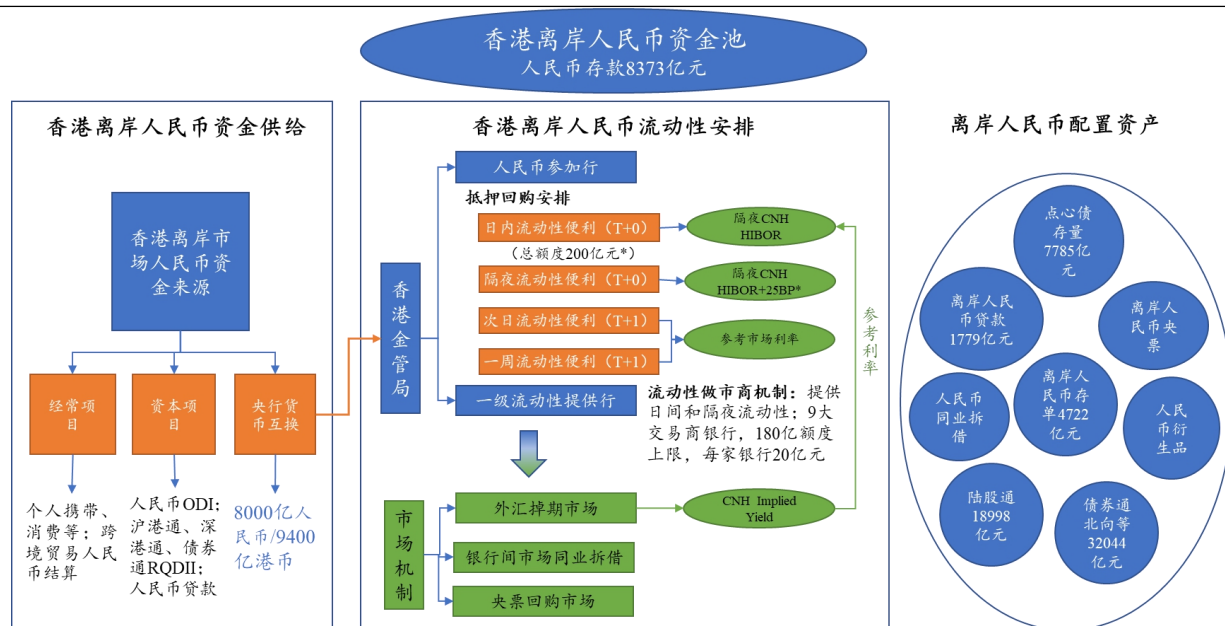 香港离岸人民币资金池
人民币存款8373亿元
香港离岸人民币资金供给
香港离岸市
场人民币资
金来源
经常项
目
资本项
目
央行货
币互换
个人携带、
消费等；跨
境贸易人民
币结算
人民币ODI；
沪港通、深
港通、债券
通RQDII；
人民币贷款
8000亿人
民币/9400
亿港币
香港离岸人民币流动性安排
香港金管局
人民币参加行
抵押回购安排
日内流动性便利（T+0）
（总额度200亿元*）
隔夜流动性便利（T+0）
次日流动性便利（T+1）
一周流动性便利（T+1）
一级流动性提供行
隔夜CNH
HIBOR
隔夜CNH
HIBOR+25BP*
参考市场利率
参考利率
流动性做市商机制：提供
日间和隔夜流动性；9大
交易商银行，180亿额度
上限，每家银行20亿元
市场机制
外汇掉期市场
CNH Implied
Yield
银行间市场同业拆借
央票回购市场
离岸人民币配置资产
点心债
存量
7785亿
元
离岸人民
币贷款
1779亿元
离岸人
民币央
票
人民币
同业拆
借
离岸人
民币存
单4722
亿元
人民
币衍
生品
陆股通
18998
亿元
债券通
北向等
32044
亿元